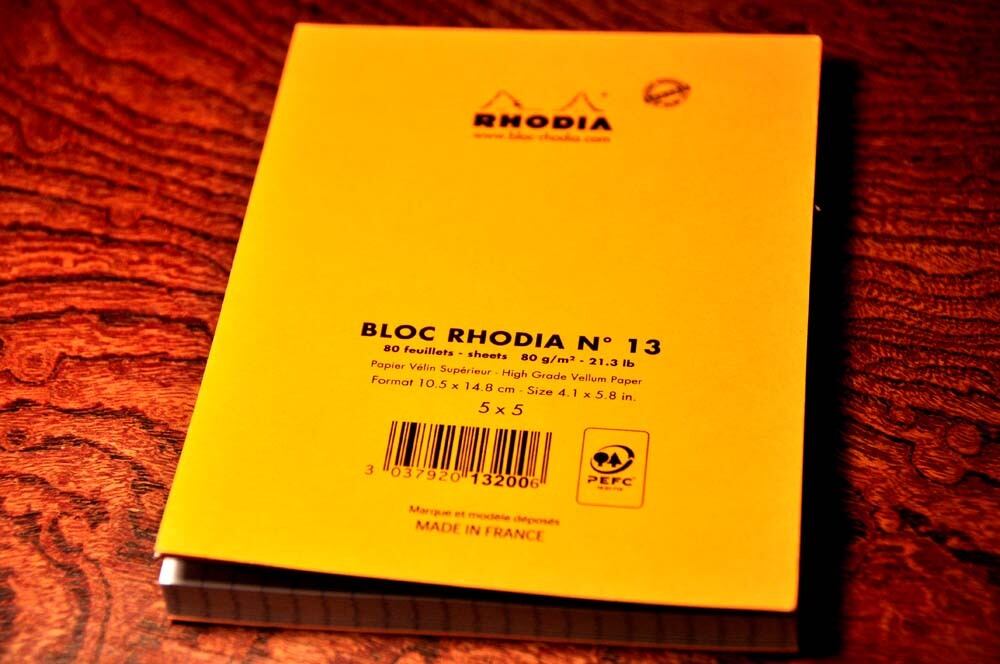 RHODIA
www.bloc-rhodia.com
BLOC RHODIA N° 13
80 feuillets - sheets 80 g/m² - 21.3 lb
Papier Vélin Supérieur - High Grade Vellum Paper
Format 10.5 x 14.8 cm - Size 4.1 x 5.8 in.
5 x 5
3 037920 132006
PEFC
Marque et modèle déposés
MADE IN FRANCE